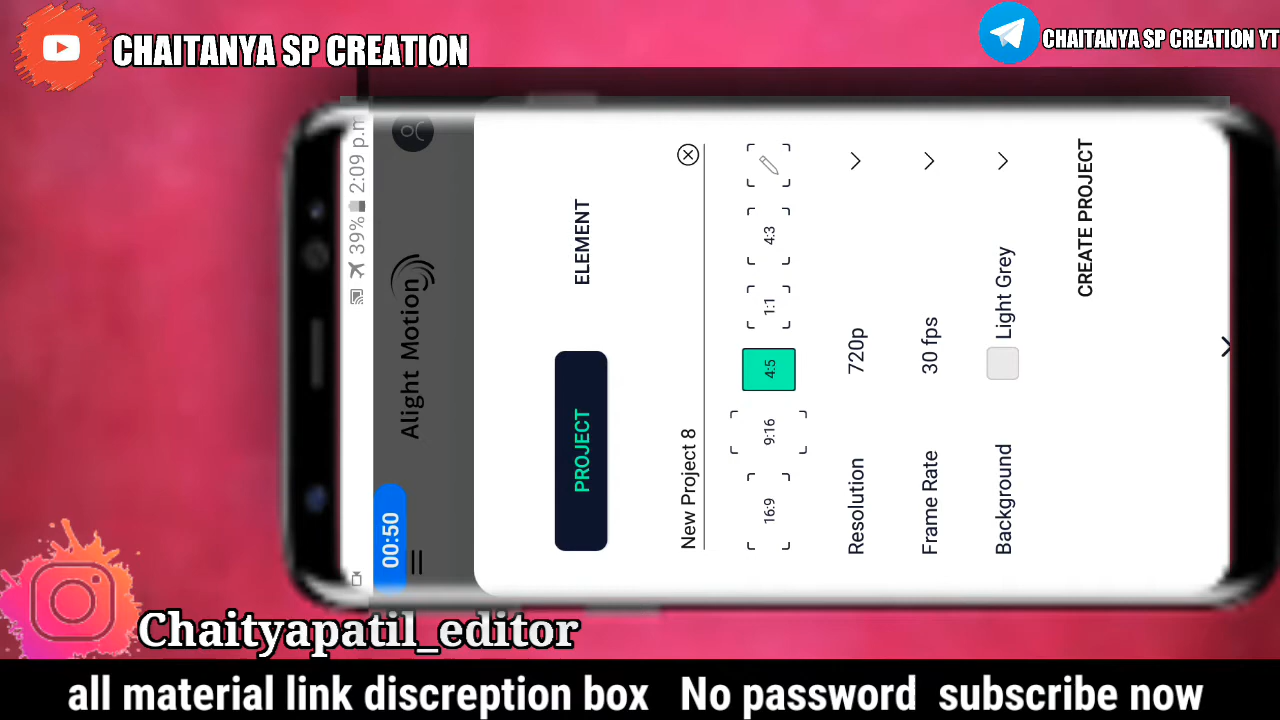 CHAITANYA SP CREATION
CHAITANYA SP CREATION YT
39% 2:09 p.m
00:50
Alight Motion
PROJECT
ELEMENT
New Project 8
16:9
9:16
4:5
1:1
4:3
Resolution
720p
Frame Rate
30 fps
Background
Light Grey
CREATE PROJECT
Chaityapatil_editor
all material link discreption box No password subscribe now